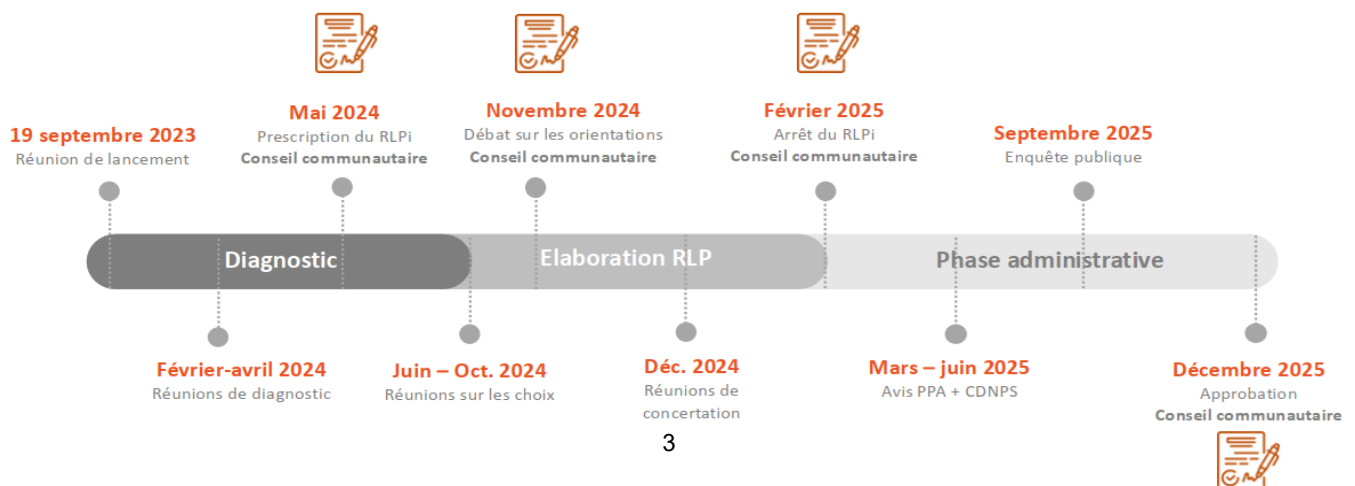 19 septembre 2023
Réunion de lancement
Mai 2024
Prescription du RLPi
Conseil communautaire
Novembre 2024
Débat sur les orientations
Conseil communautaire
Février 2025
Arrêt du RLPi
Conseil communautaire
Septembre 2025
Enquête publique
Diagnostic
Elaboration RLP
Phase administrative
Février-avril 2024
Réunions de diagnostic
Juin – Oct. 2024
Réunions sur les choix
Déc. 2024
Réunions de
concertation
Mars – juin 2025
Avis PPA + CDNPS
Décembre 2025
Approbation
Conseil communautaire
3